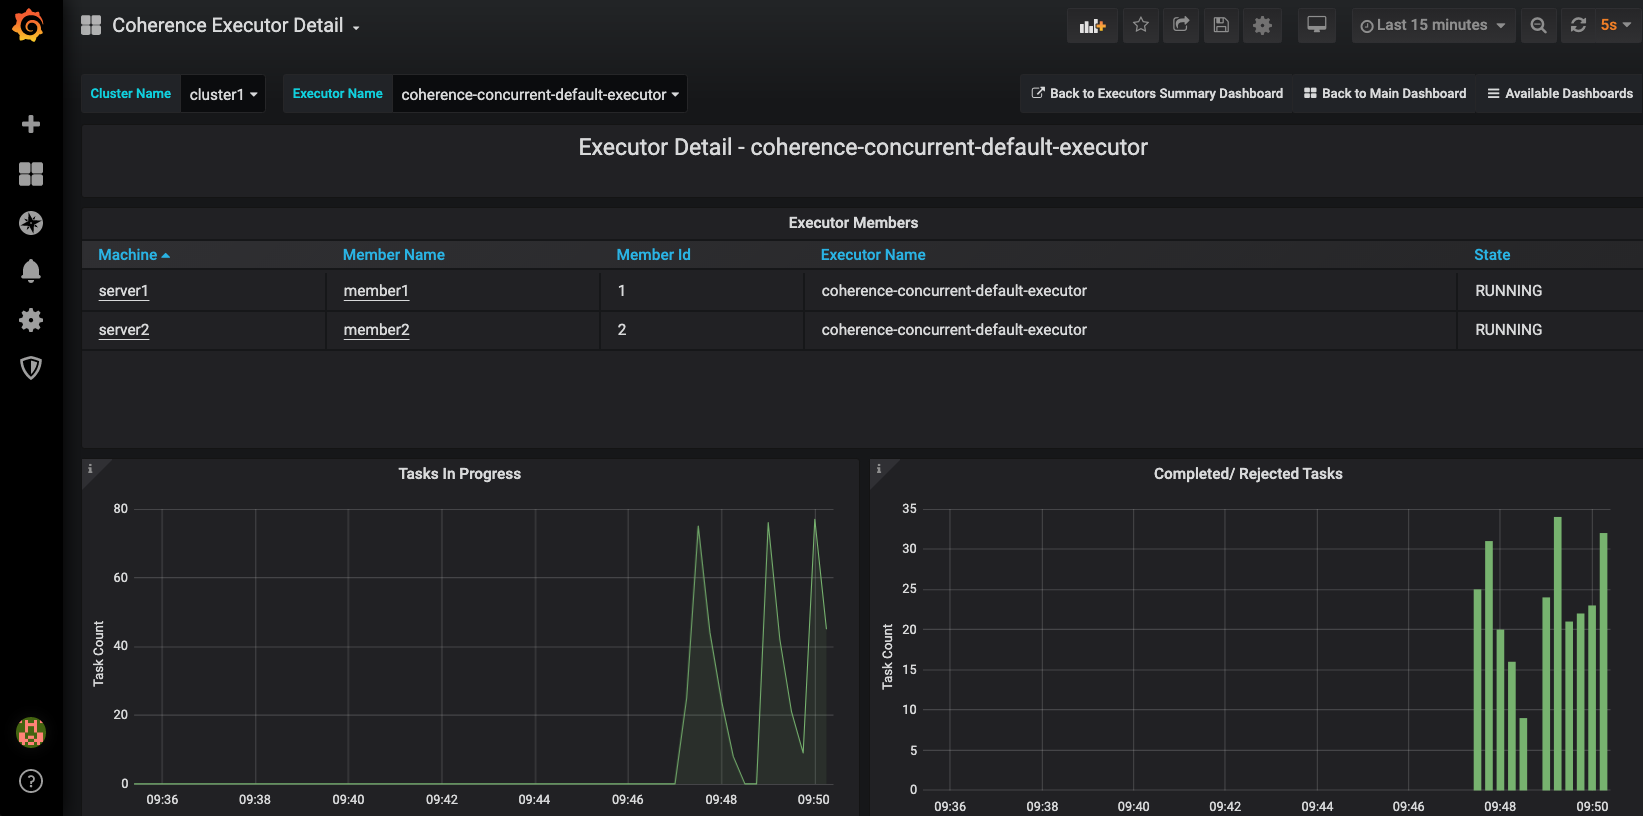 Coherence Executor Detail
Last 15 minutes
5s
Cluster Name cluster1
Executor Name coherence-concurrent-default-executor
Back to Executors Summary Dashboard
Back to Main Dashboard
Available Dashboards
Executor Detail - coherence-concurrent-default-executor
Executor Members
Machine Member Name Member Id Executor Name State
server1 member1 1 coherence-concurrent-default-executor RUNNING
server2 member2 2 coherence-concurrent-default-executor RUNNING
i
Tasks In Progress
Task Count
80
60
40
20
0
09:36 09:38 09:40 09:42 09:44 09:46 09:48 09:50
i
Completed/ Rejected Tasks
Task Count
35
30
25
20
15
10
5
0
09:36 09:38 09:40 09:42 09:44 09:46 09:48 09:50
?